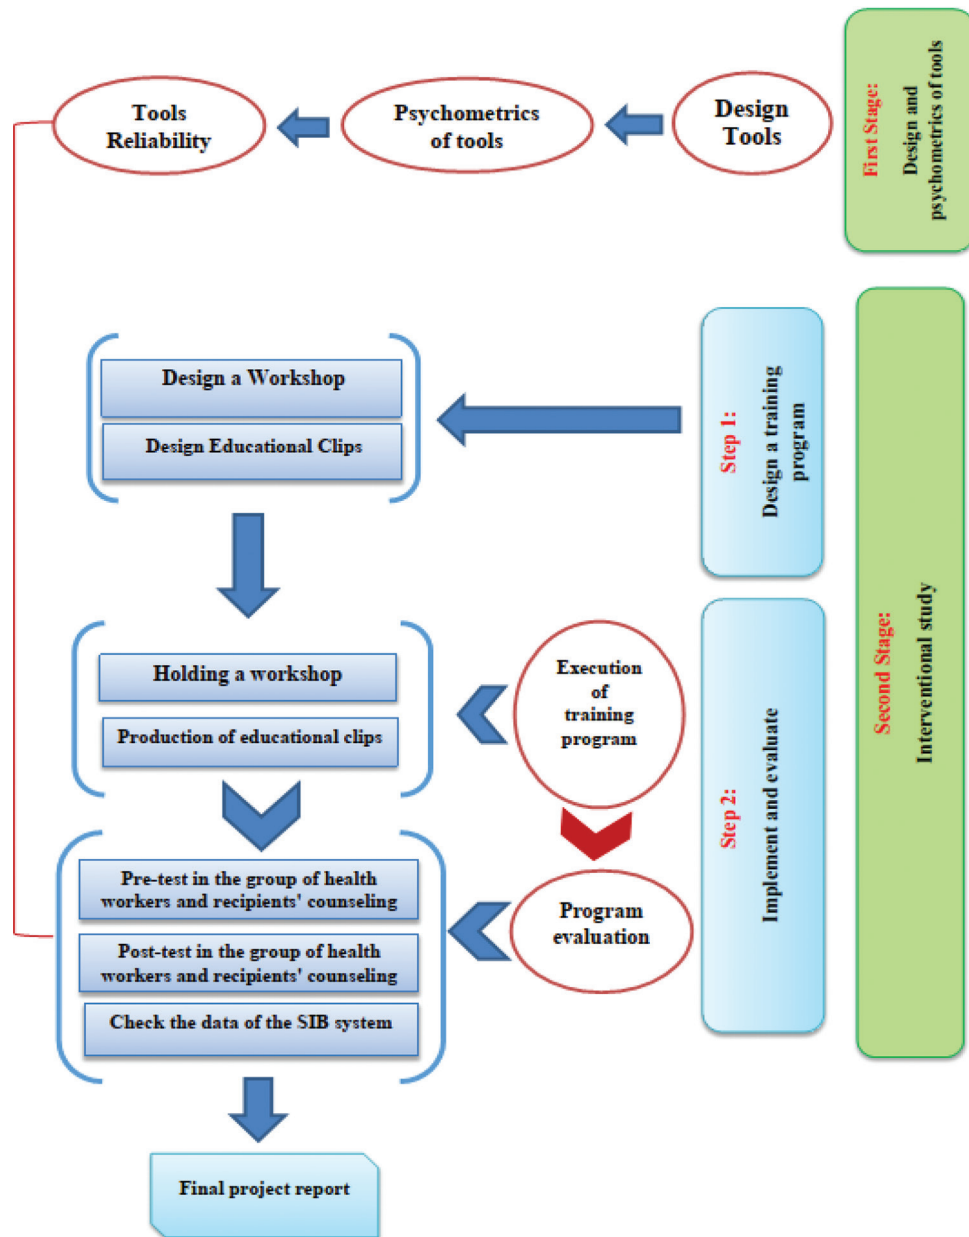 Tools
Reliability
Psychometrics
of tools
Design
Tools
First Stage:
Design and
psychometrics of tools
Design a Workshop
Design Educational Clips
Step 1:
Design a training
program
Second Stage:
Interventional study
Holding a workshop
Production of educational clips
Execution
of
training
program
Step 2:
Implement and evaluate
Pre-test in the group of health
workers and recipients' counseling
Post-test in the group of health
workers and recipients' counseling
Check the data of the SIB system
Program
evaluation
Final project report